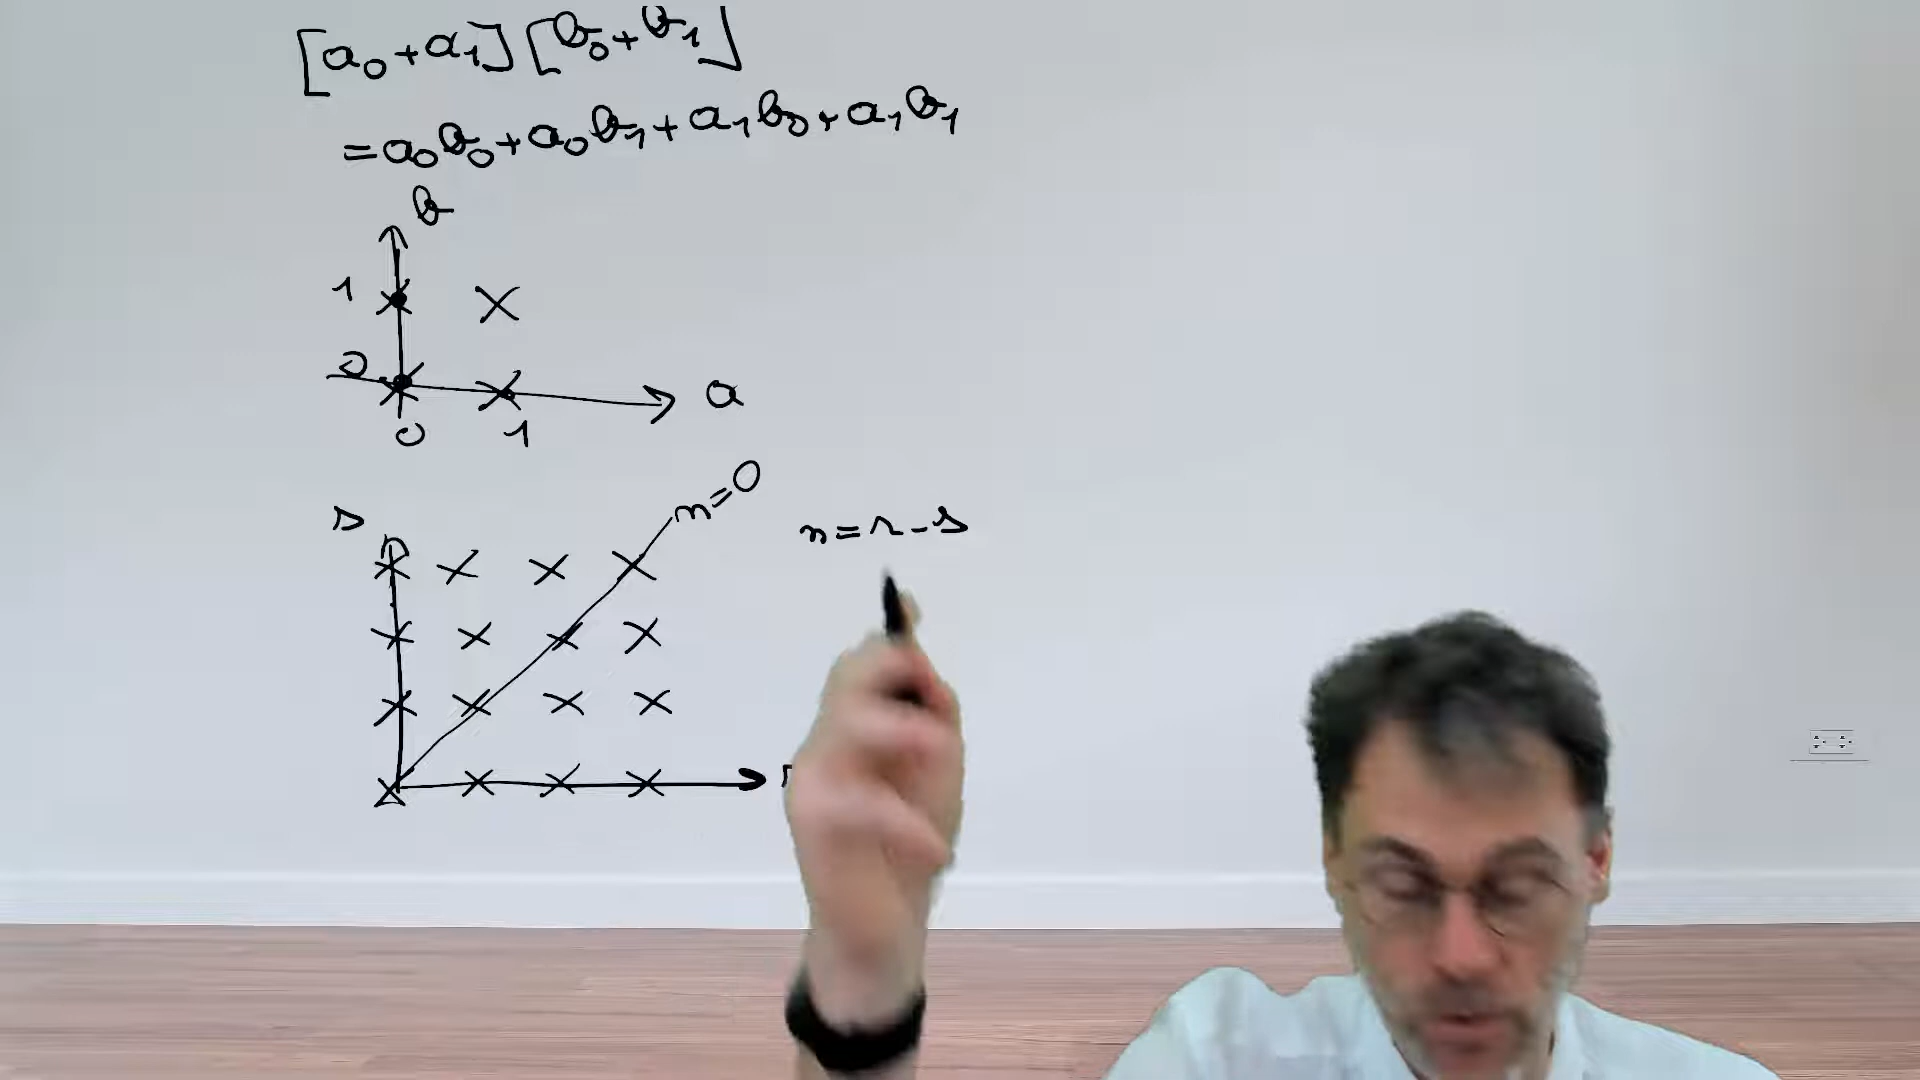 [a₀+a₁][b₀+b₁]
=a₀b₀+a₀b₁+a₁b₀+a₁b₁
b
1
0
a
0 1
n=0
s
n=r-s